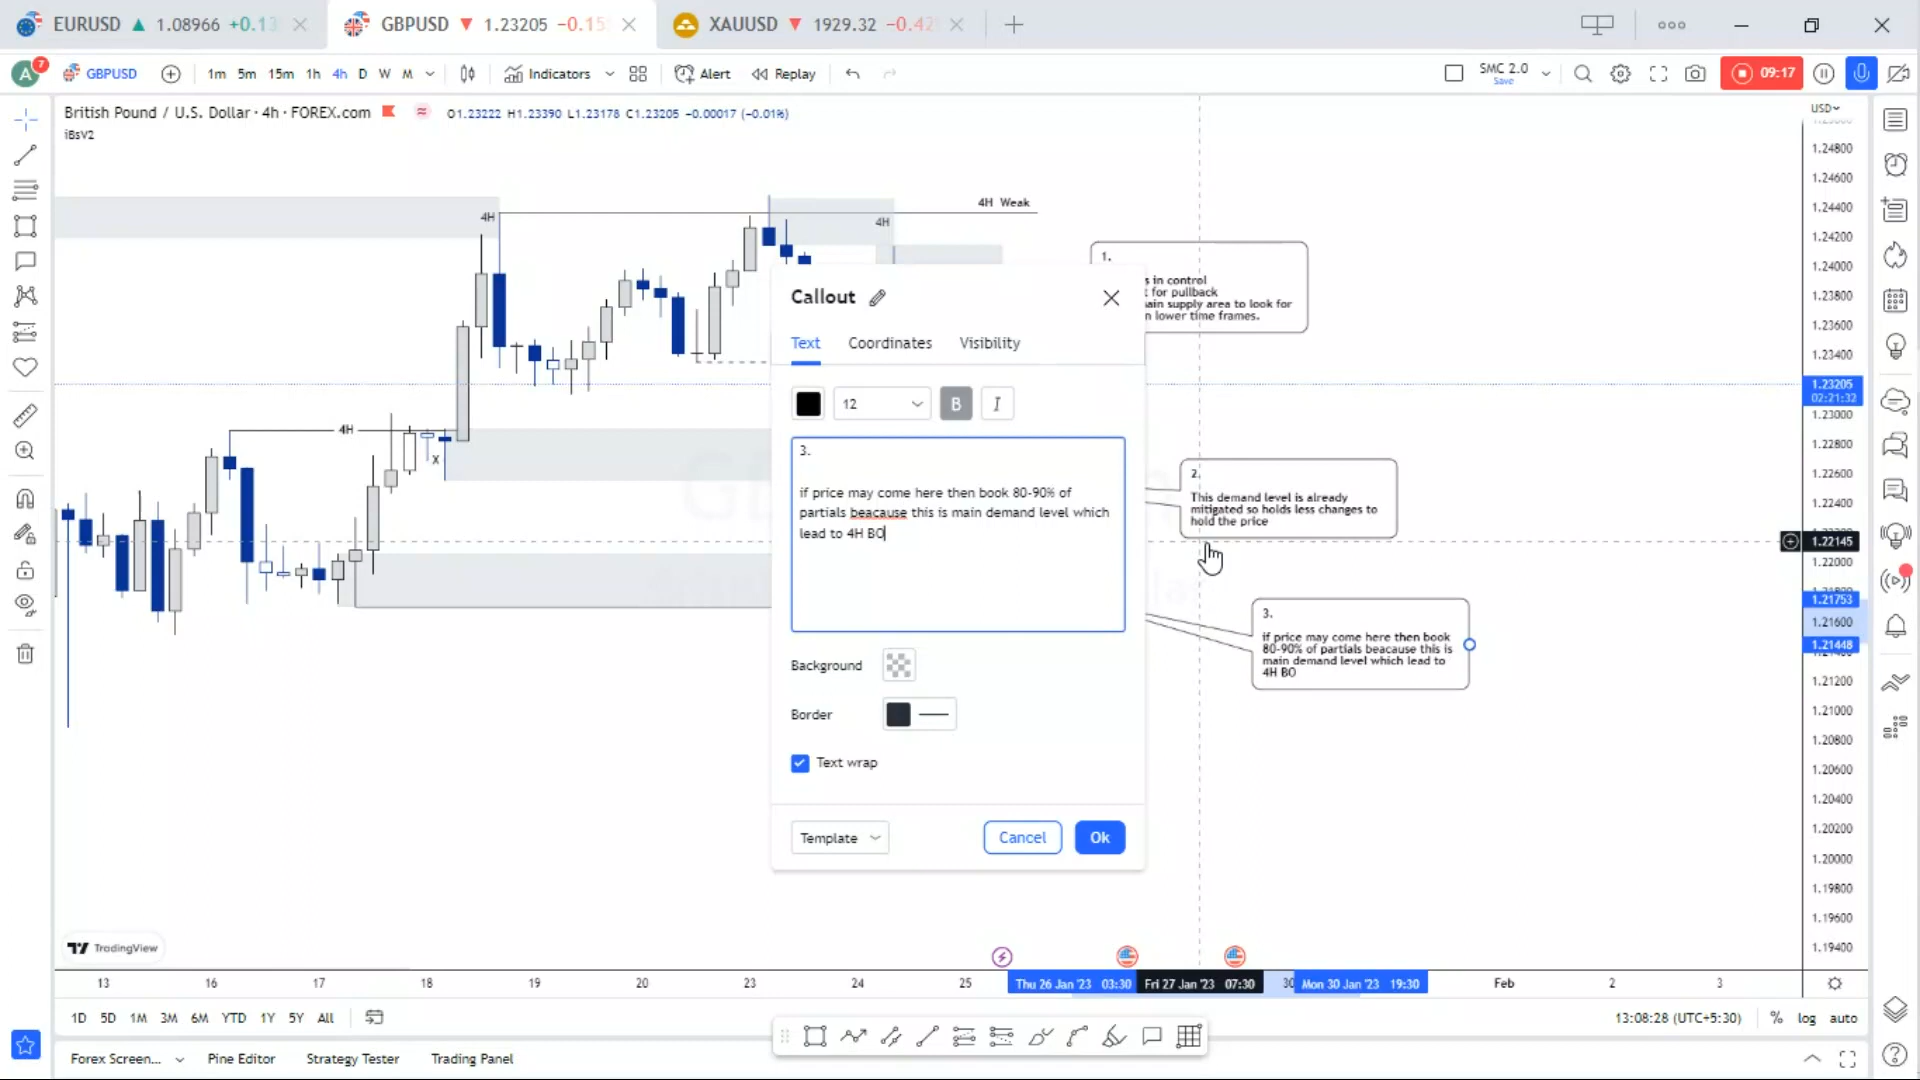 EURUSD ▲ 1.08966 +0.13
GBPUSD ▼ 1.23205 −0.15
XAUUSD ▼ 1929.32 −0.42
A 7 GBPUSD 1m 5m 15m 1h 4h D W M Indicators Alert Replay SMC 2.0 Save 09:17
British Pound / U.S. Dollar · 4h · FOREX.com O1.23222 H1.23390 L1.23178 C1.23205 −0.00017 (−0.01%)
iBsV2
USD
1.24800
1.24600
1.24400
1.24200
1.24000
1.23800
1.23600
1.23400
1.23205
02:21:32
1.23000
1.22800
1.22600
1.22400
1.22145
1.22000
1.21753
1.21600
1.21448
1.21200
1.21000
1.20800
1.20600
1.20400
1.20200
1.20000
1.19800
1.19600
1.19400
4H
4H Weak
4H
4H
X
1.
s in control
for pullback
ain supply area to look for
n lower time frames.
2.
This demand level is already
mitigated so holds less changes to
hold the price
3.
if price may come here then book
80-90% of partials beacause this is
main demand level which lead to
4H BO
Callout
Text Coordinates Visibility
12 B I
3.
if price may come here then book 80-90% of
partials beacause this is main demand level which
lead to 4H BO
Background
Border
Text wrap
Template Cancel Ok
TradingView
13 16 17 18 19 20 23 24 25 Thu 26 Jan '23 03:30 Fri 27 Jan '23 07:30 30 Mon 30 Jan '23 19:30 Feb 2 3
1D 5D 1M 3M 6M YTD 1Y 5Y All 13:08:28 (UTC+5:30) % log auto
Forex Screen... Pine Editor Strategy Tester Trading Panel